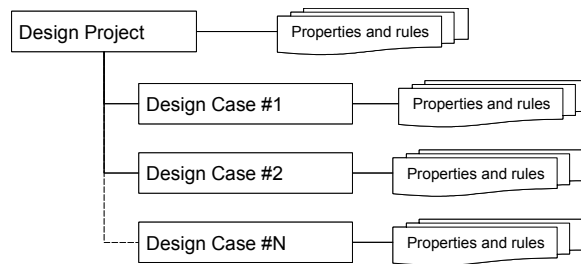 Design Project
Properties and rules
Design Case #1
Properties and rules
Design Case #2
Properties and rules
Design Case #N
Properties and rules